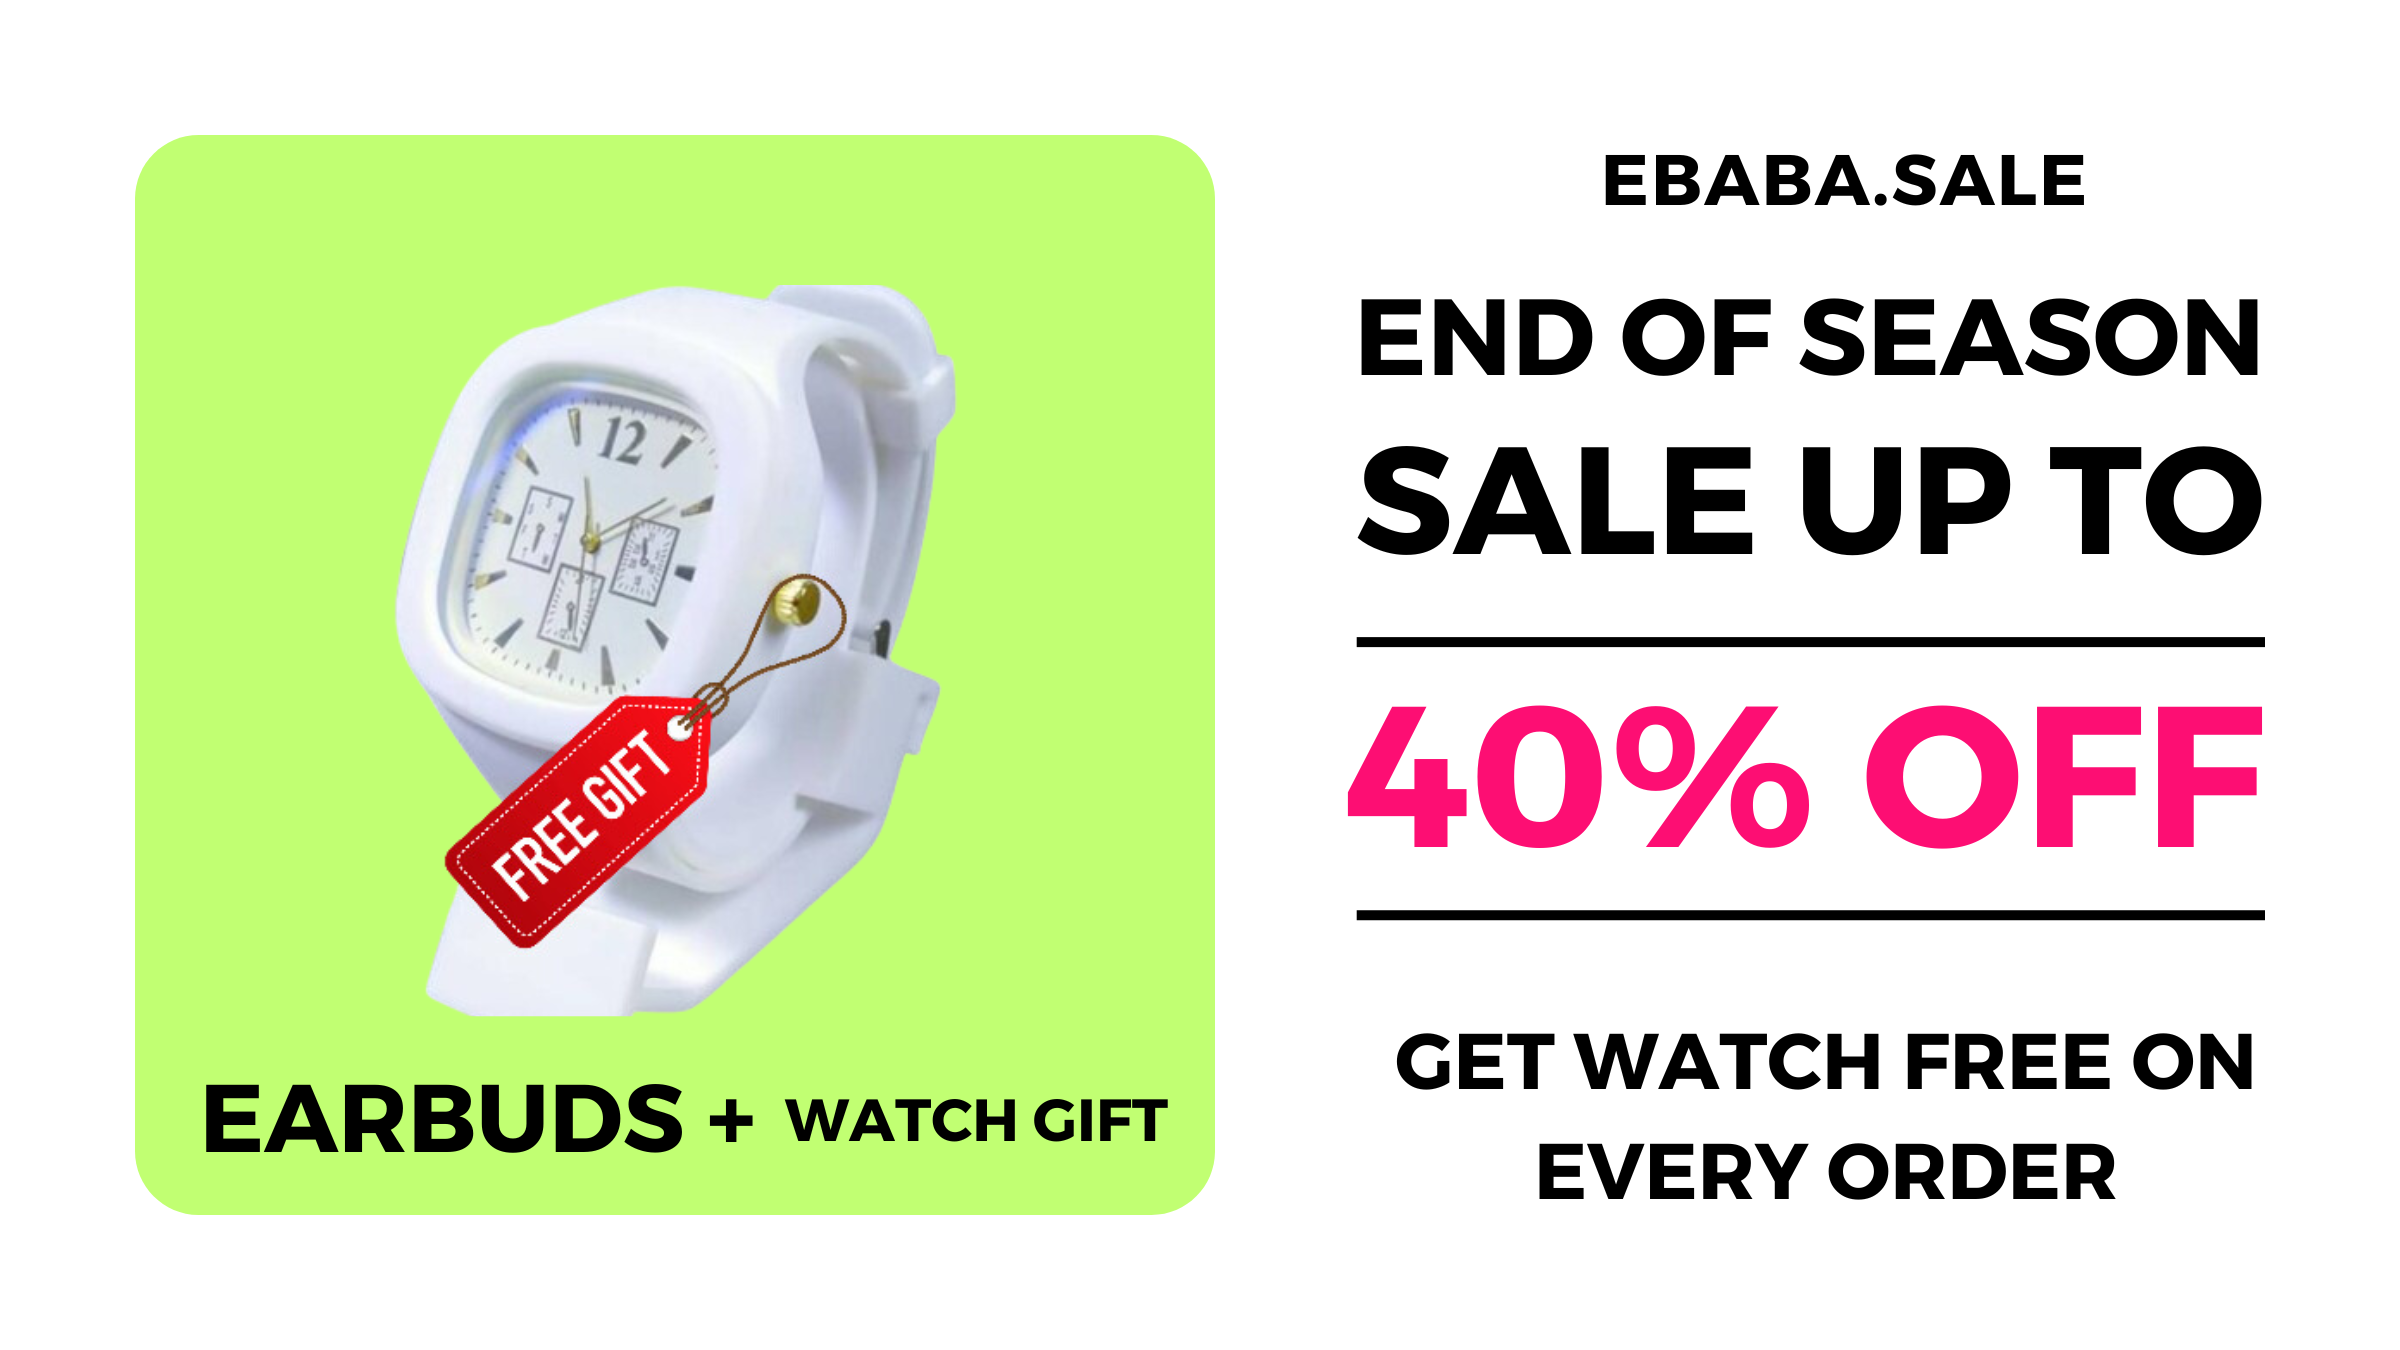 12
FREE GIFT
EARBUDS + WATCH GIFT
EBABA.SALE
END OF SEASON
SALE UP TO
40% OFF
GET WATCH FREE ON
EVERY ORDER